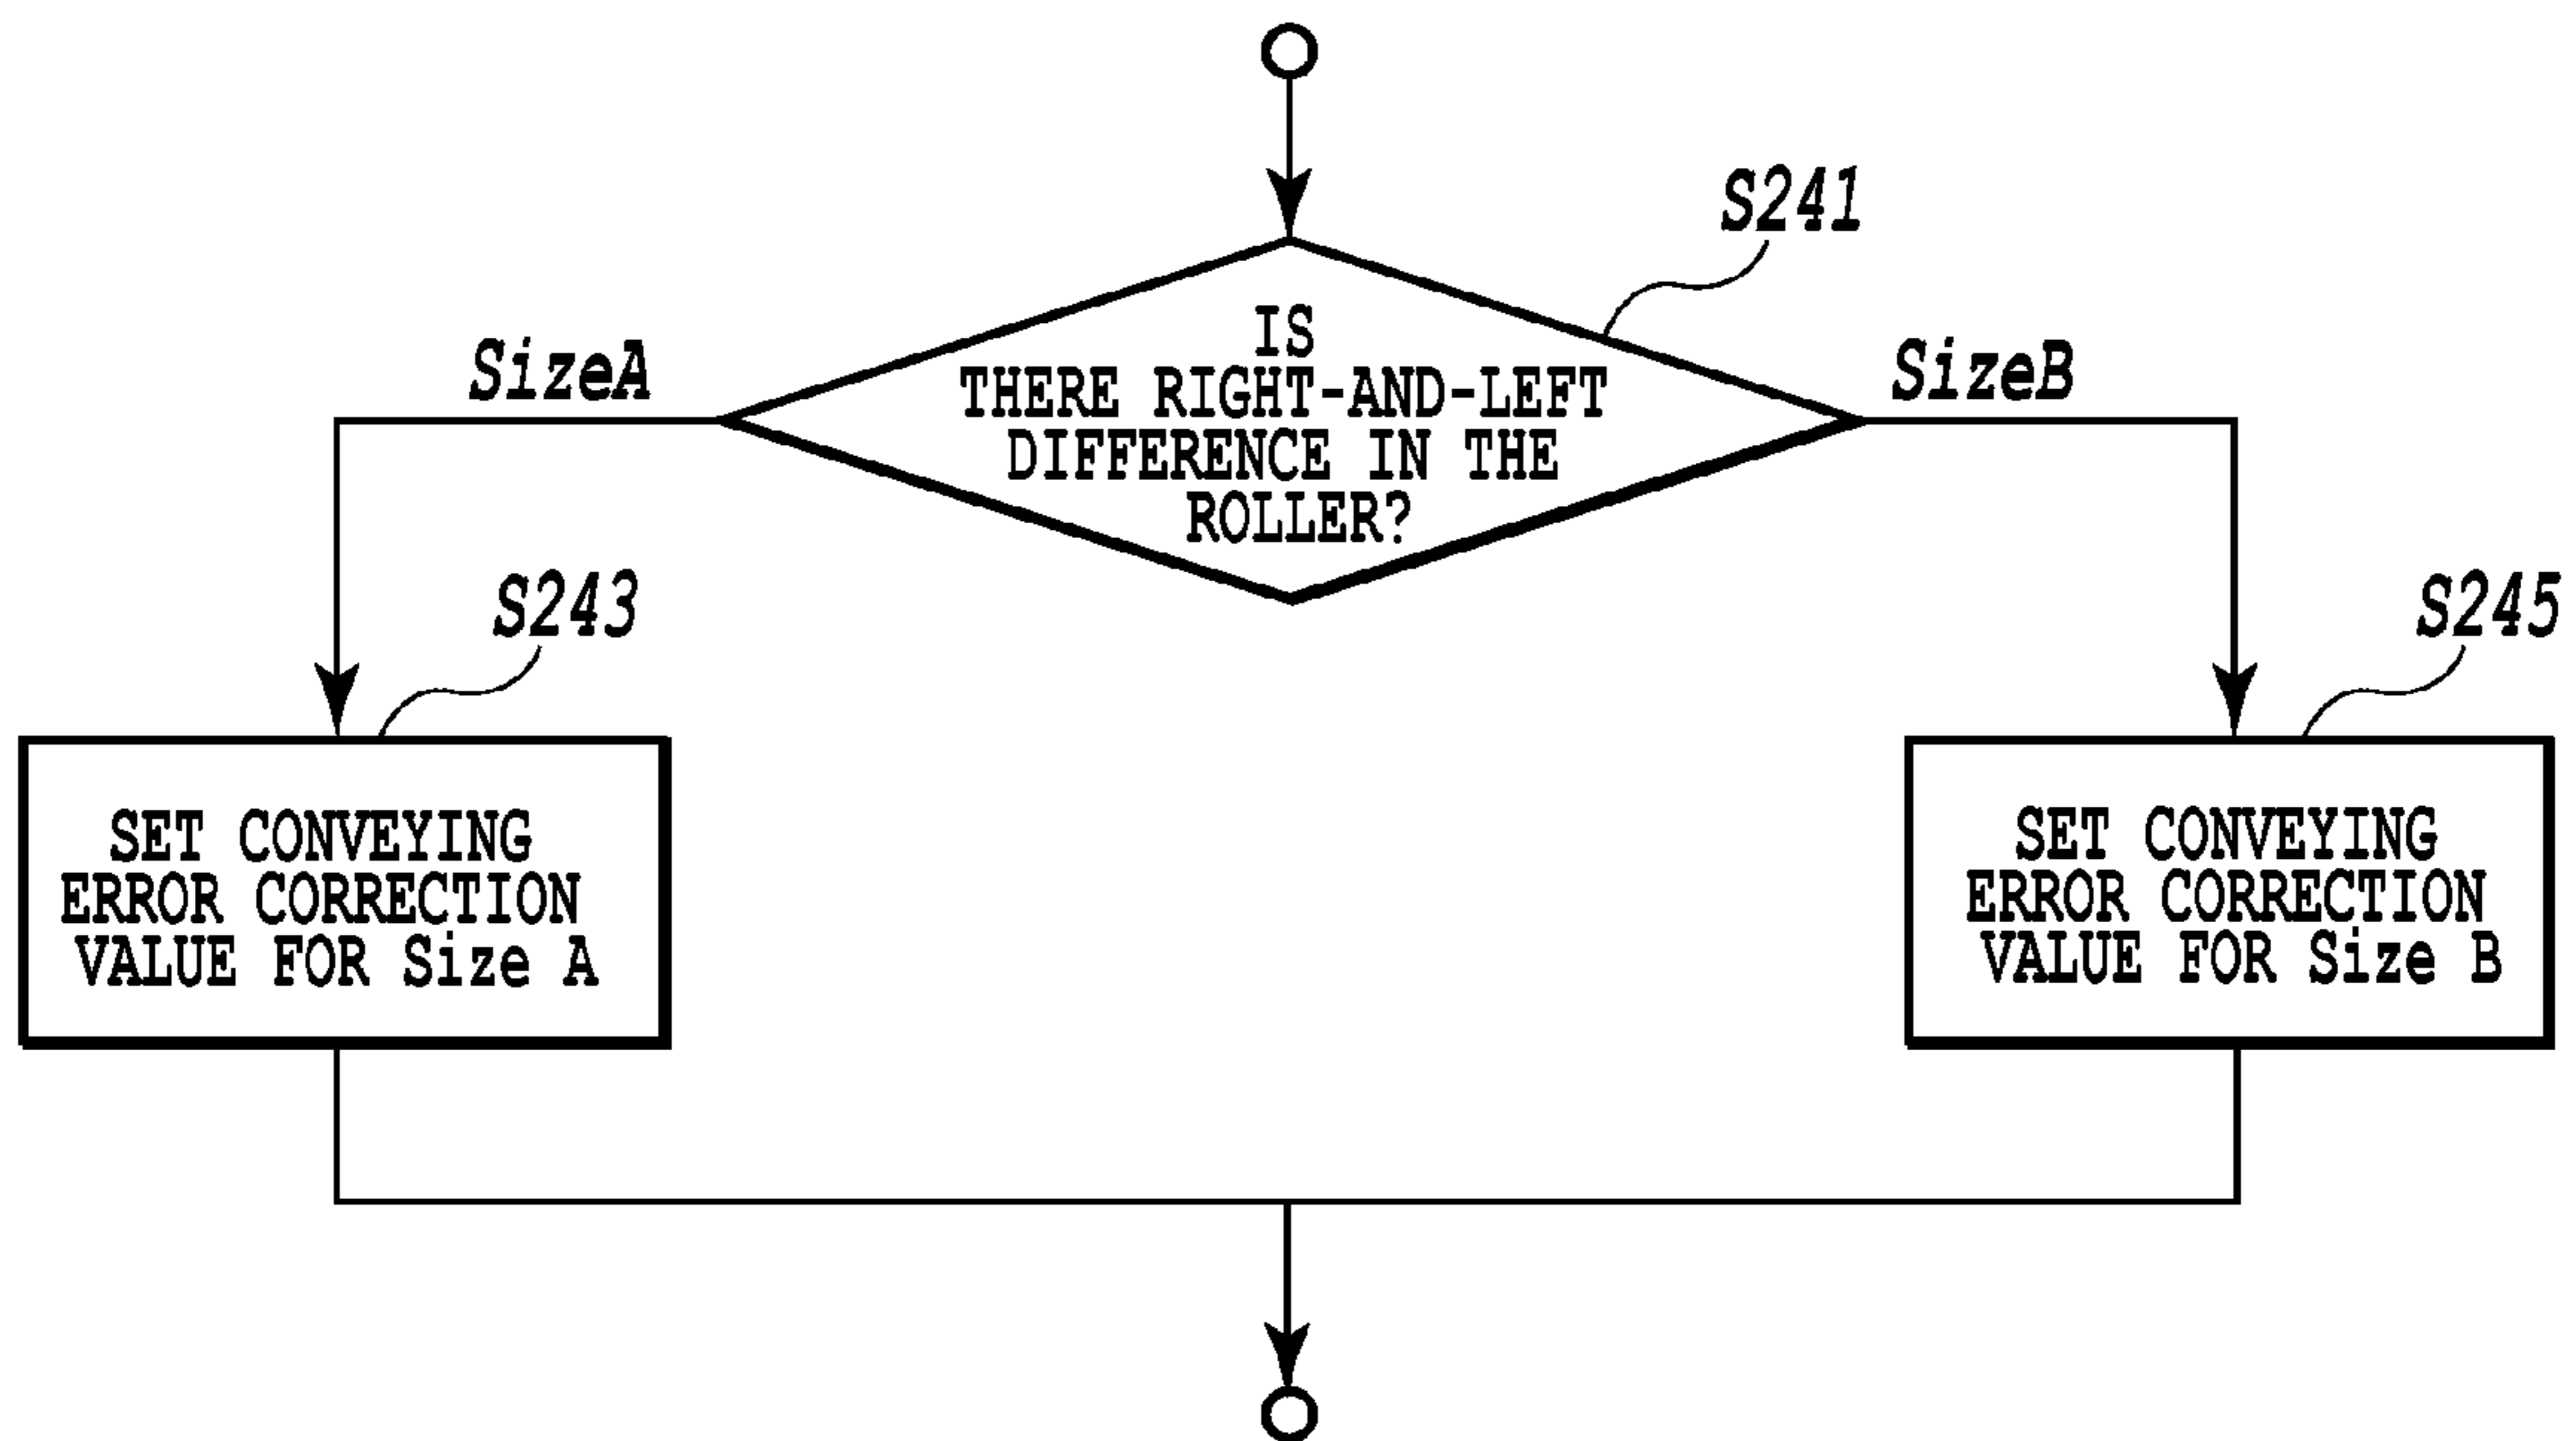 S241
IS
THERE RIGHT-AND-LEFT
DIFFERENCE IN THE
ROLLER?
SizeA
SizeB
S243
S245
SET CONVEYING
ERROR CORRECTION
VALUE FOR Size A
SET CONVEYING
ERROR CORRECTION
VALUE FOR Size B